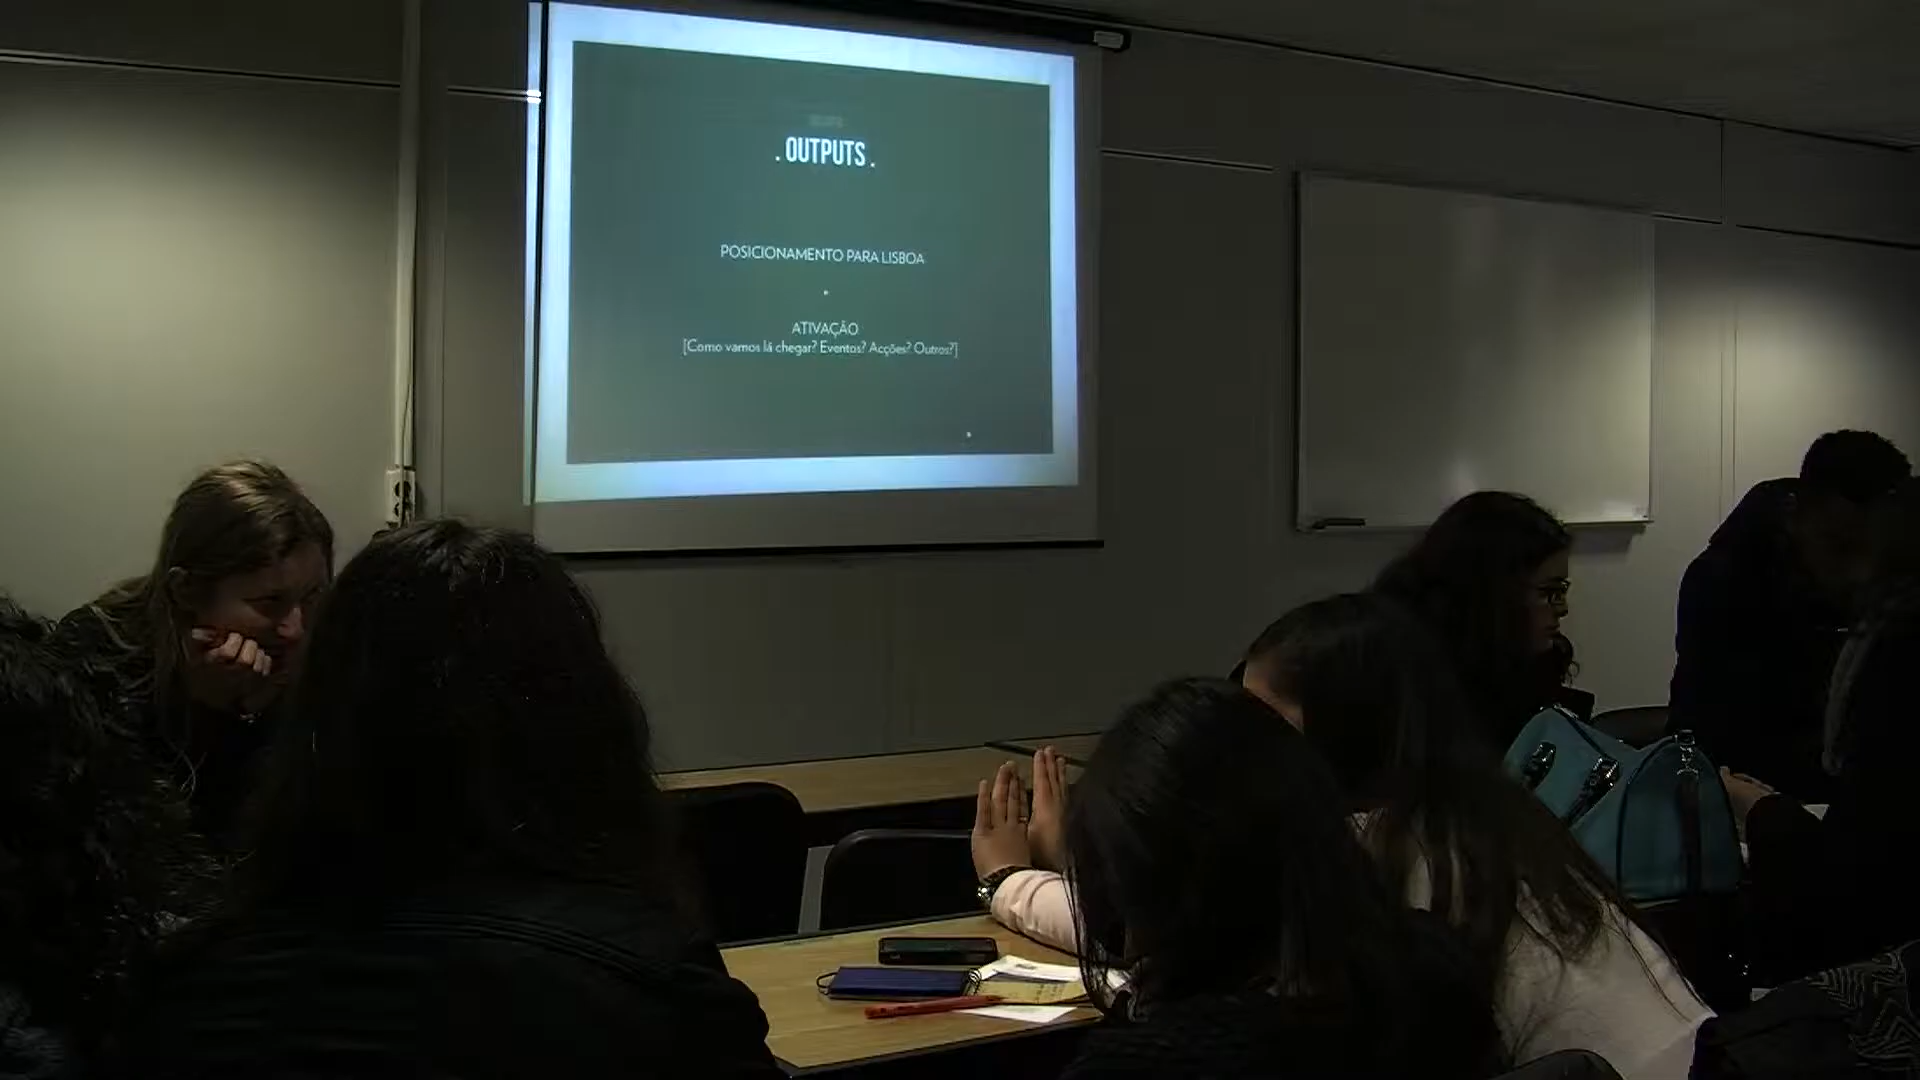 . OUTPUTS .
POSICIONAMENTO PARA LISBOA
ATIVAÇÃO
[Como vamos lá chegar? Eventos? Acções? Outros?]